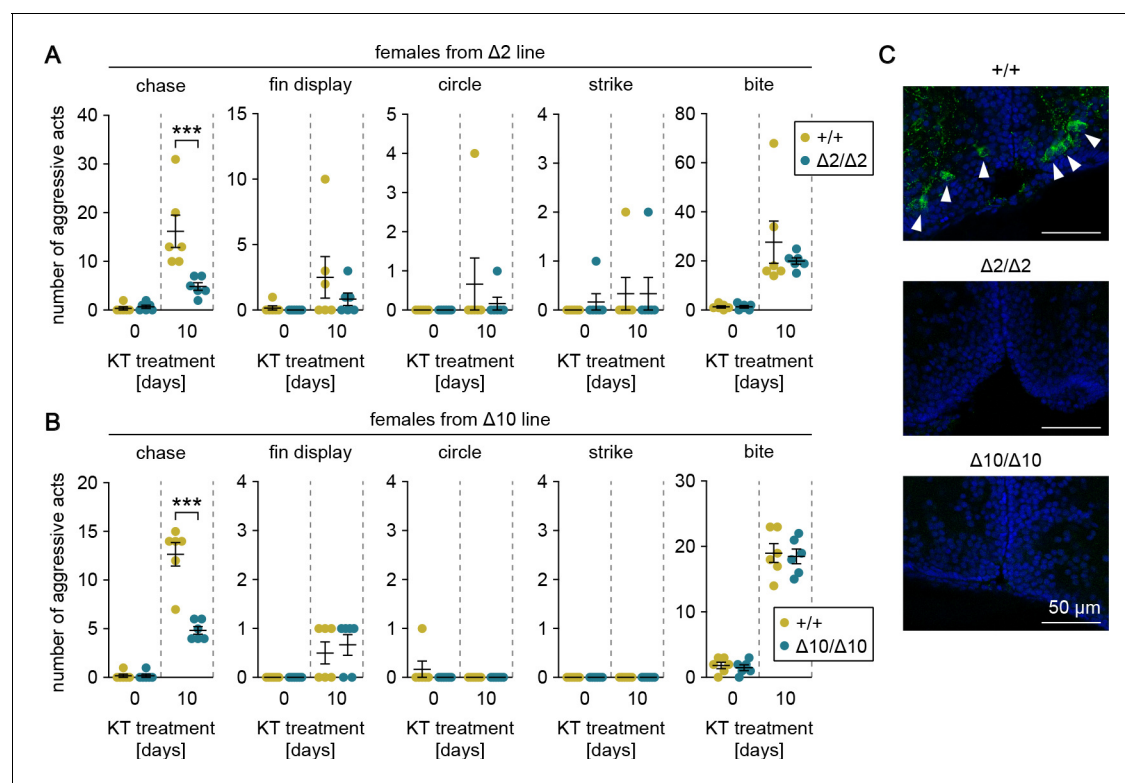 A
females from Δ2 line
chase
fin display
circle
strike
bite
number of aggressive acts
40
30
20
10
0
***
15
10
5
0
5
4
3
2
1
0
4
3
2
1
0
80
60
40
20
0
+/+
Δ2/Δ2
0 10
0 10
0 10
0 10
0 10
KT treatment
[days]
KT treatment
[days]
KT treatment
[days]
KT treatment
[days]
KT treatment
[days]
B
females from Δ10 line
chase
fin display
circle
strike
bite
number of aggressive acts
20
15
10
5
0
***
4
3
2
1
0
4
3
2
1
0
4
3
2
1
0
30
20
10
0
+/+
Δ10/Δ10
0 10
0 10
0 10
0 10
0 10
KT treatment
[days]
KT treatment
[days]
KT treatment
[days]
KT treatment
[days]
KT treatment
[days]
C
+/+
Δ2/Δ2
Δ10/Δ10
50 µm